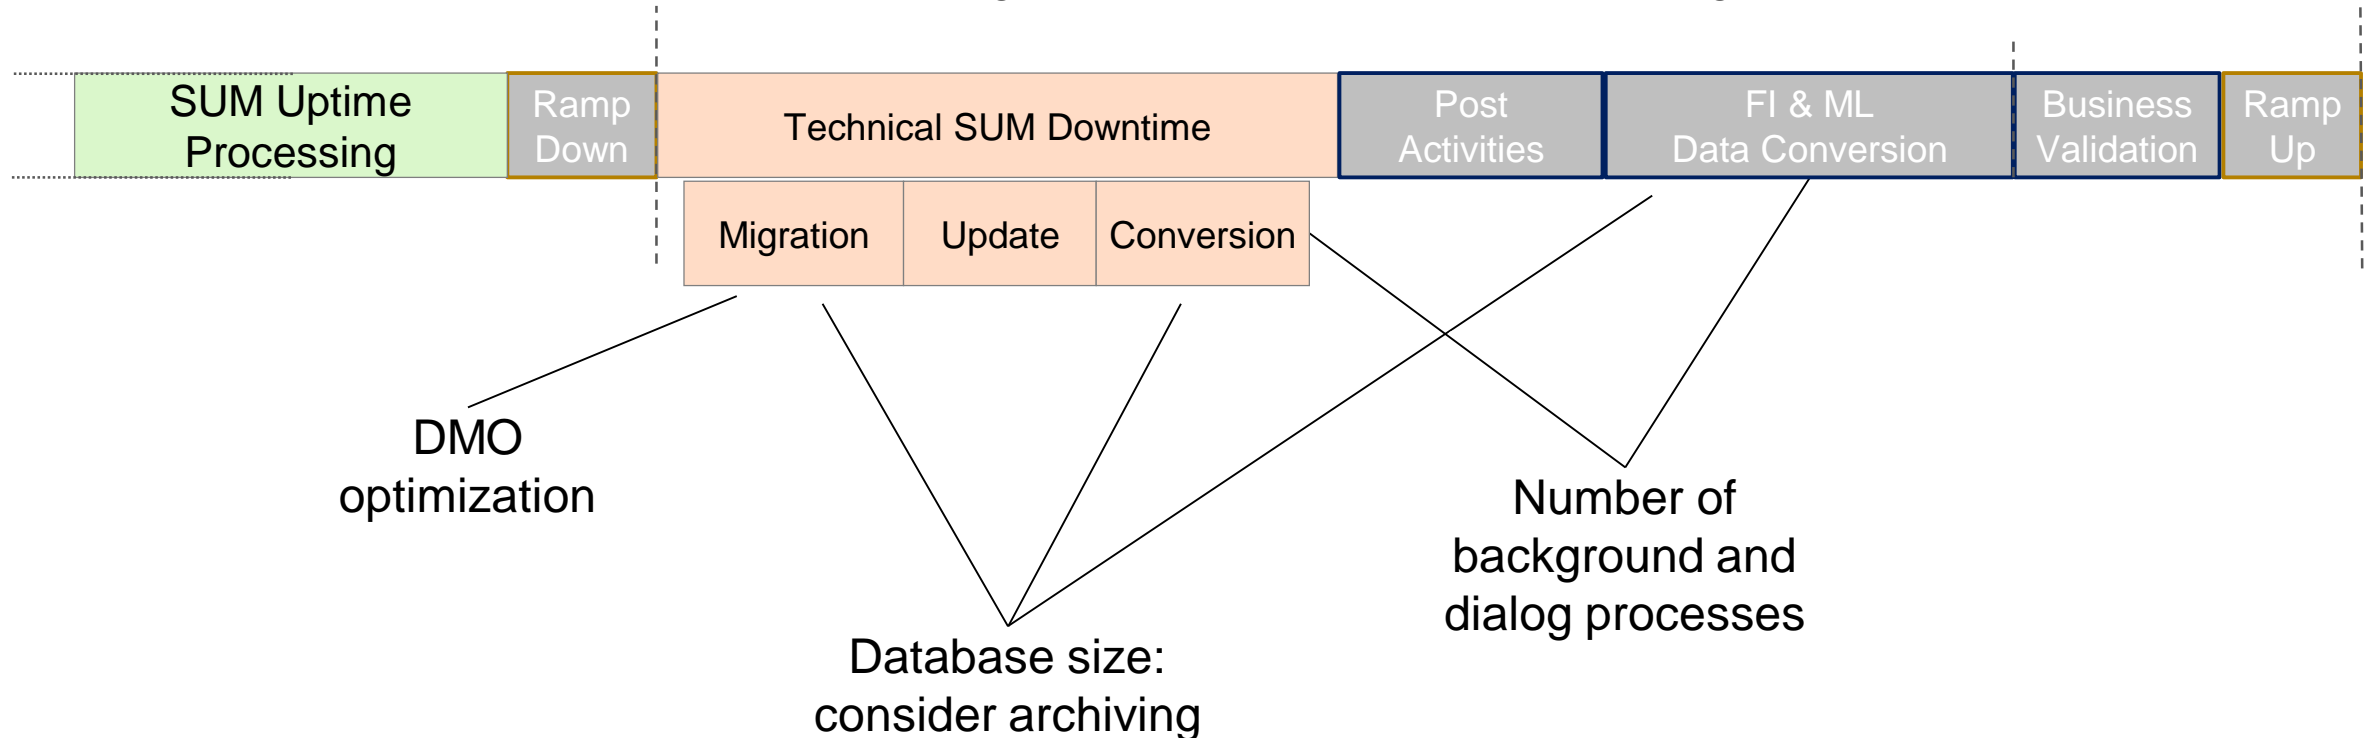 SUM Uptime
Processing
Ramp
Down
Technical SUM Downtime
Post
Activities
FI & ML
Data Conversion
Business
Validation
Ramp
Up
Migration
Update
Conversion
DMO
optimization
Number of
background and
dialog processes
Database size:
consider archiving